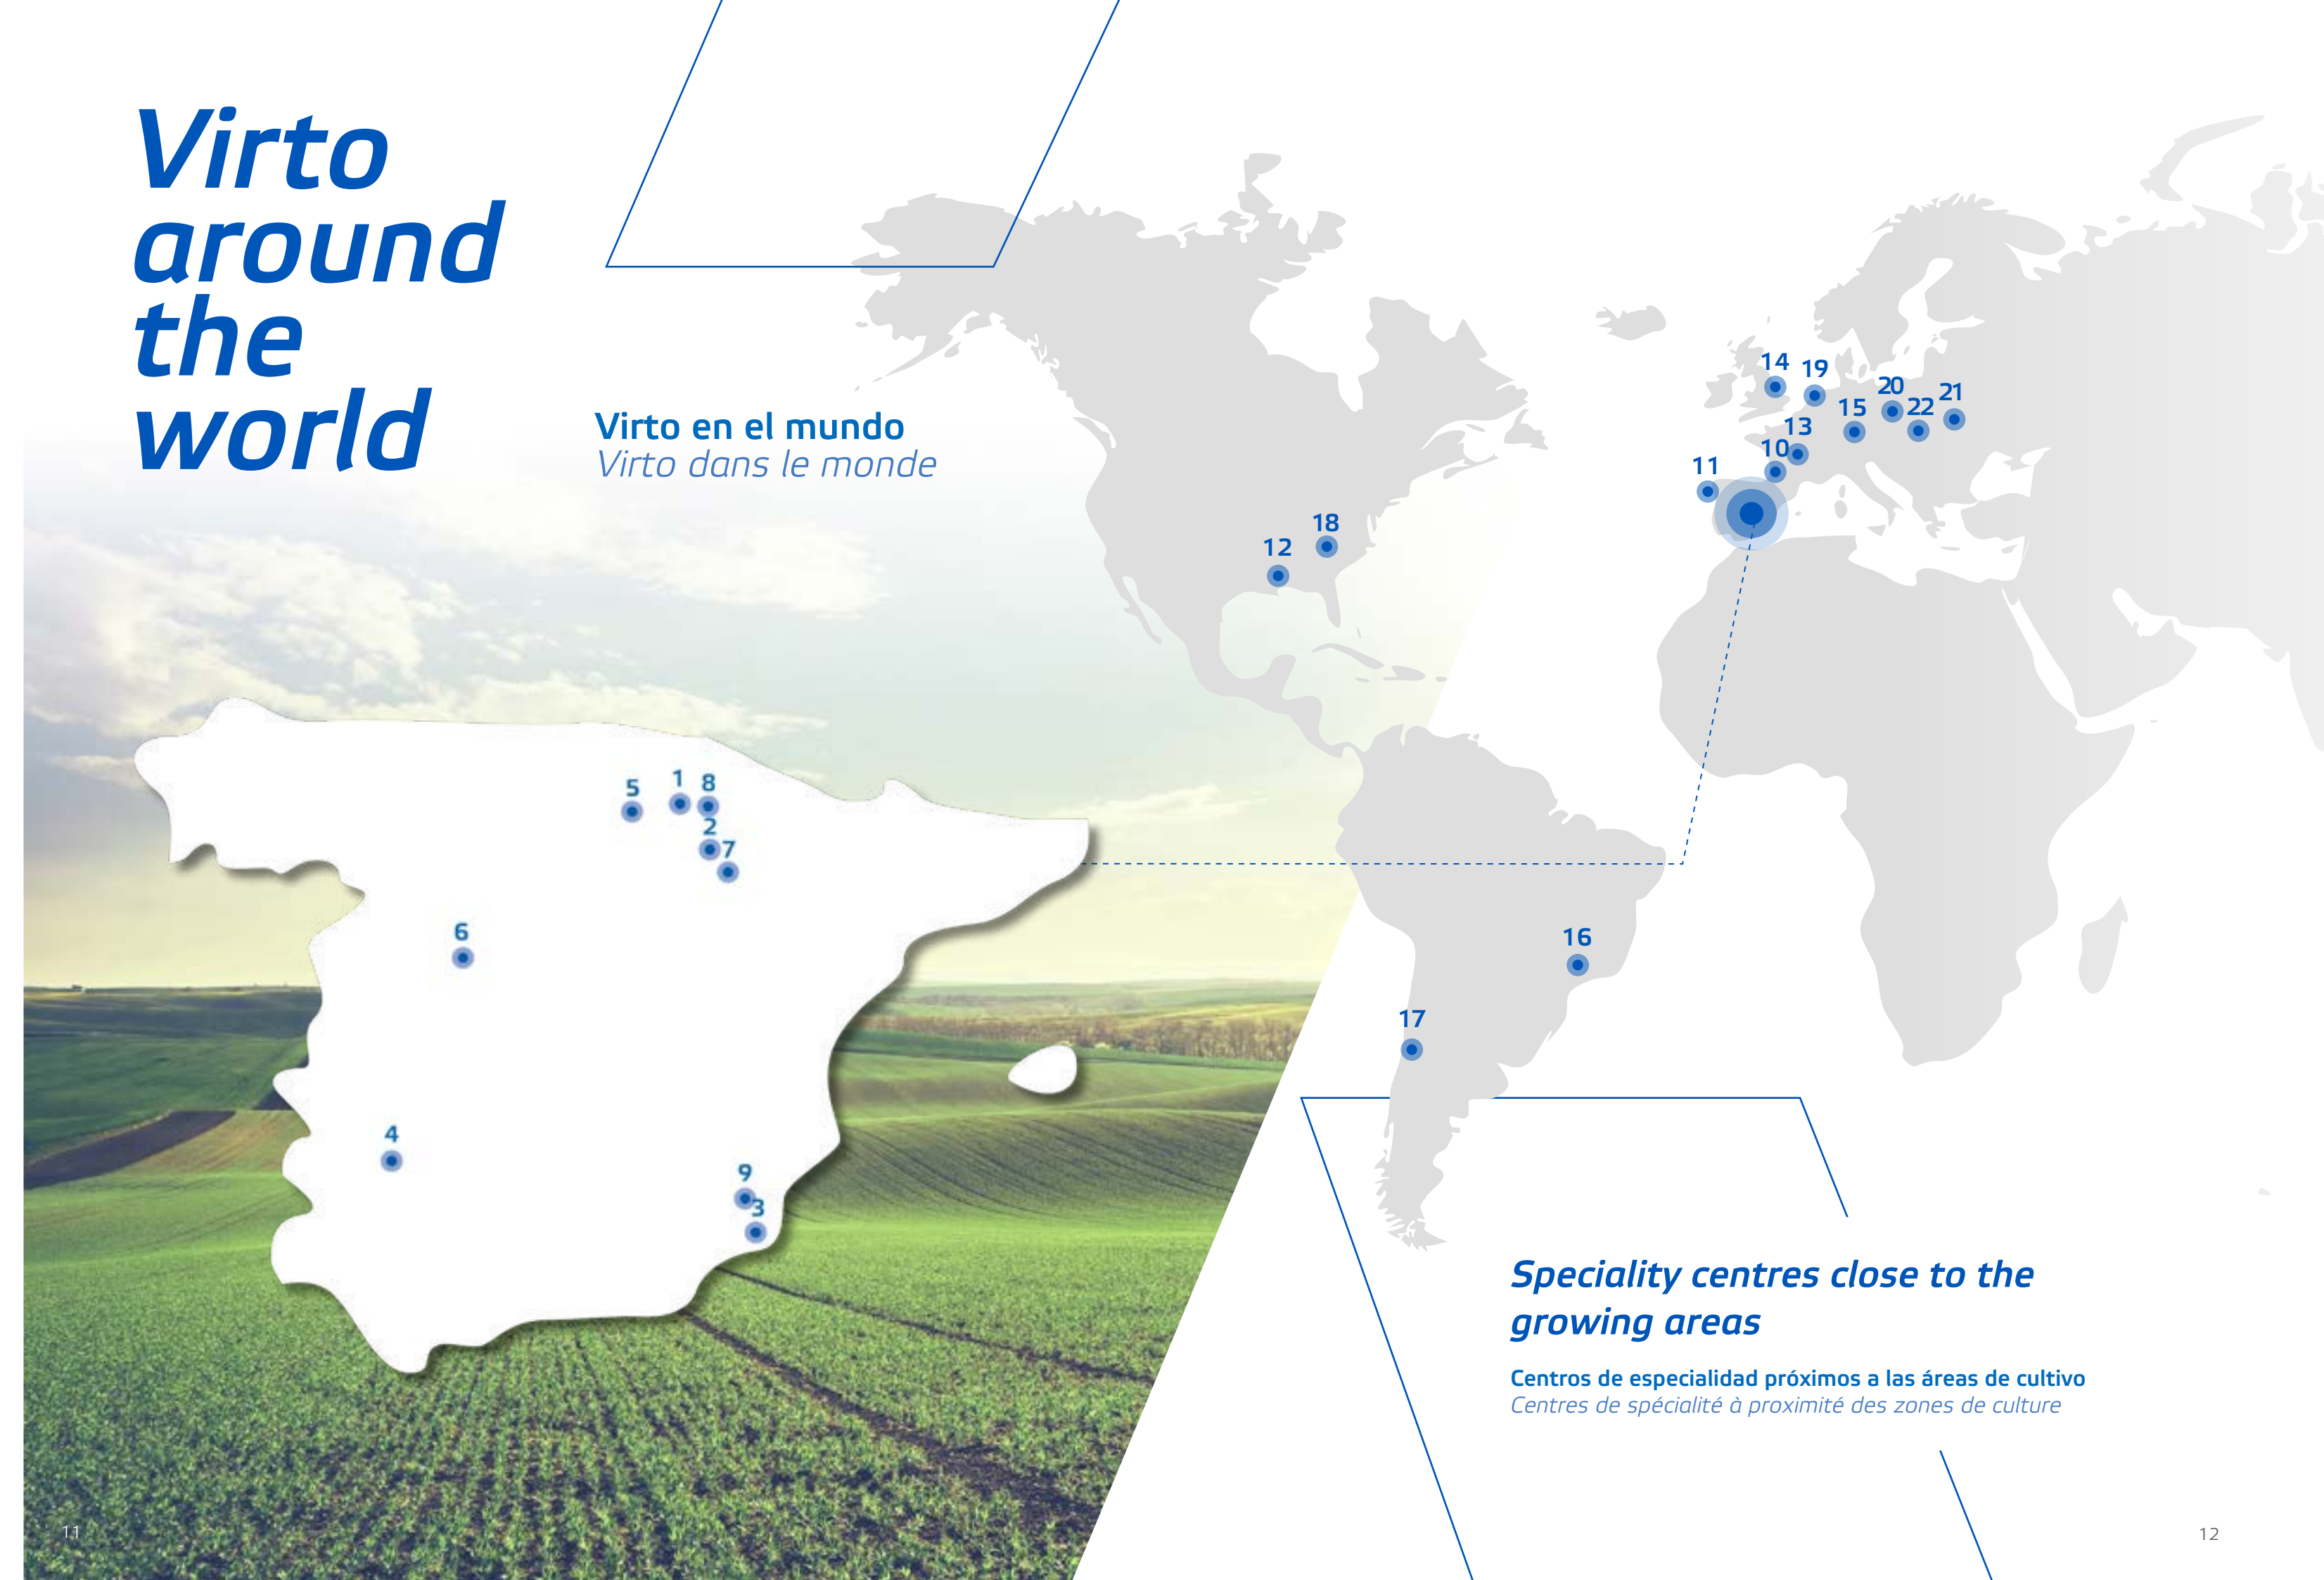 Virto
around
the
world
Virto en el mundo
Virto dans le monde
14
19
20
21
15
22
13
10
11
18
12
5
1
8
2
7
6
16
17
4
9
3
Speciality centres close to the
growing areas
Centros de especialidad próximos a las áreas de cultivo
Centres de spécialité à proximité des zones de culture
11
12